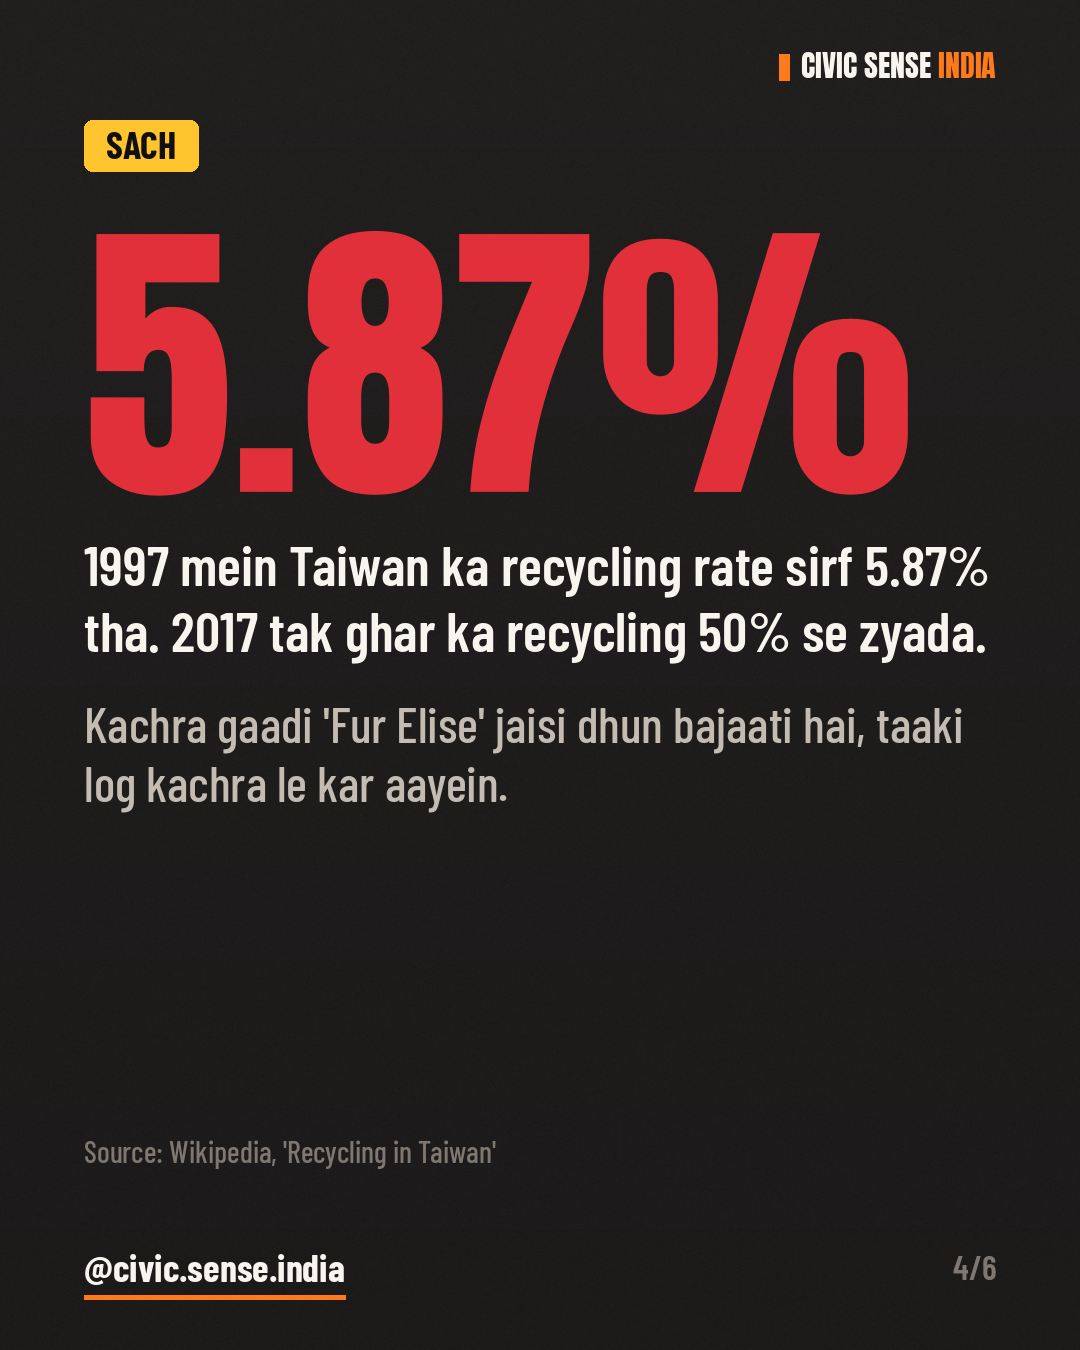 CIVIC SENSE INDIA
SACH
5.87%
1997 mein Taiwan ka recycling rate sirf 5.87%
tha. 2017 tak ghar ka recycling 50% se zyada.
Kachra gaadi 'Fur Elise' jaisi dhun bajaati hai, taaki
log kachra le kar aayein.
Source: Wikipedia, 'Recycling in Taiwan'
@civic.sense.india
4/6